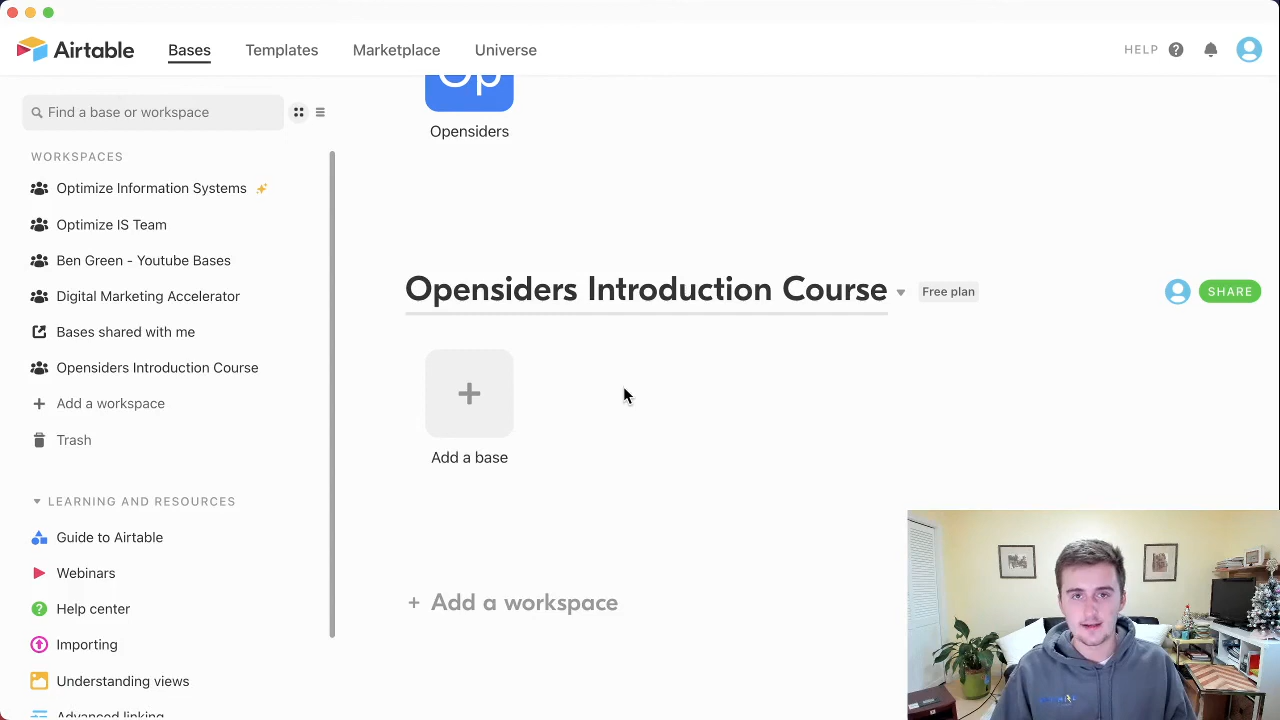 Airtable
Bases
Templates
Marketplace
Universe
HELP
Find a base or workspace
WORKSPACES
Optimize Information Systems
Optimize IS Team
Ben Green - Youtube Bases
Digital Marketing Accelerator
Bases shared with me
Opensiders Introduction Course
Add a workspace
Trash
LEARNING AND RESOURCES
Guide to Airtable
Webinars
Help center
Importing
Understanding views
Advanced linking
Op
Opensiders
Opensiders Introduction Course
Free plan
SHARE
Add a base
+ Add a workspace